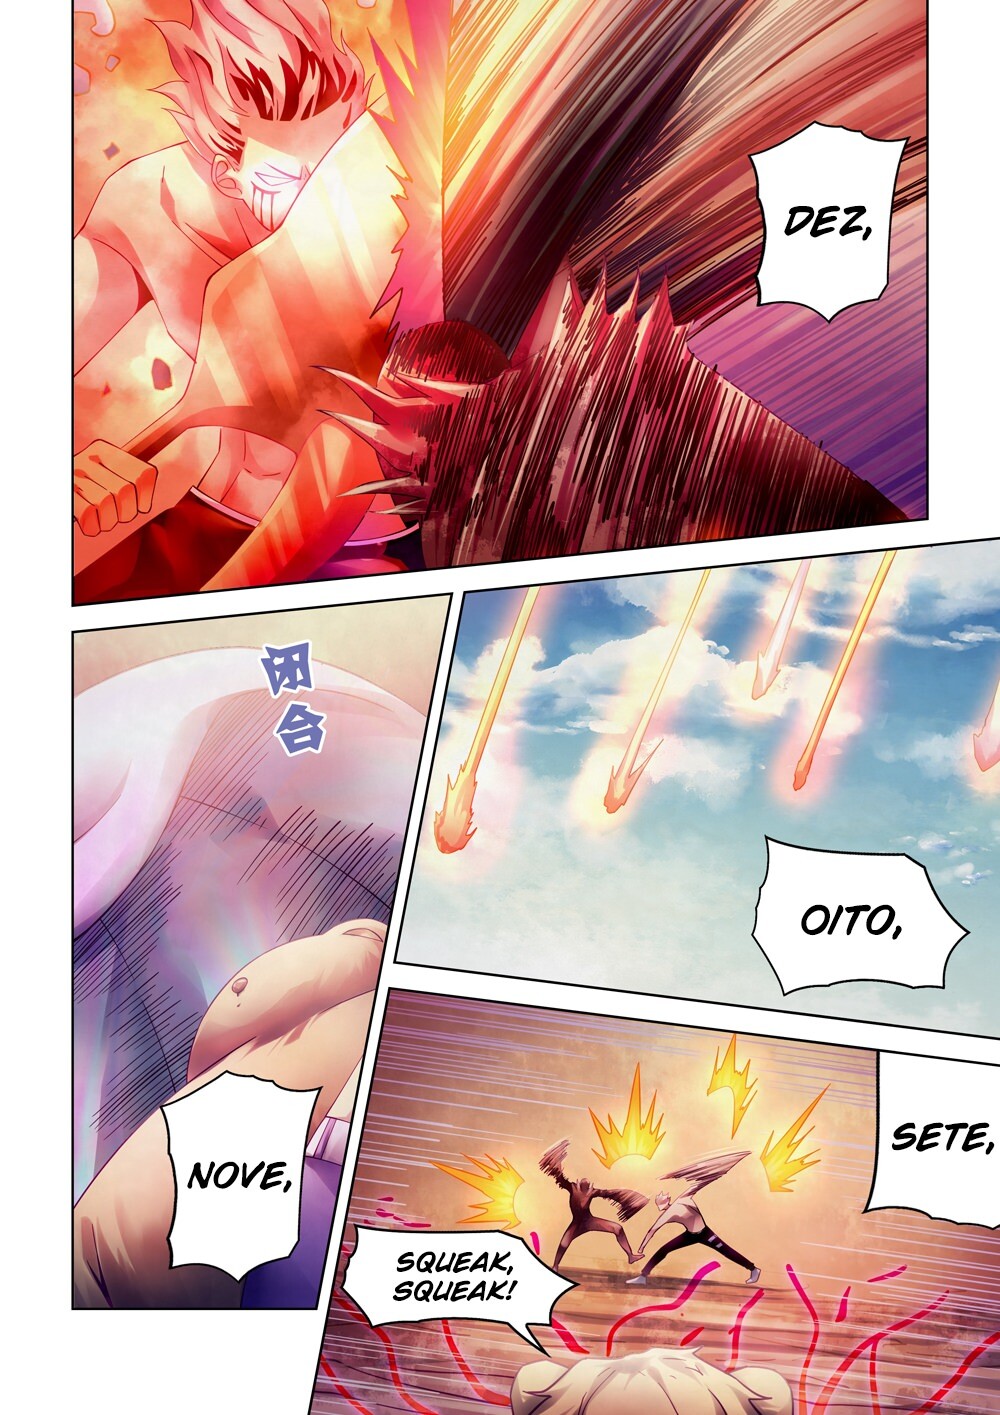 DEZ,
闭
合
NOVE,
OITO,
SETE,
SQUEAK,
SQUEAK!